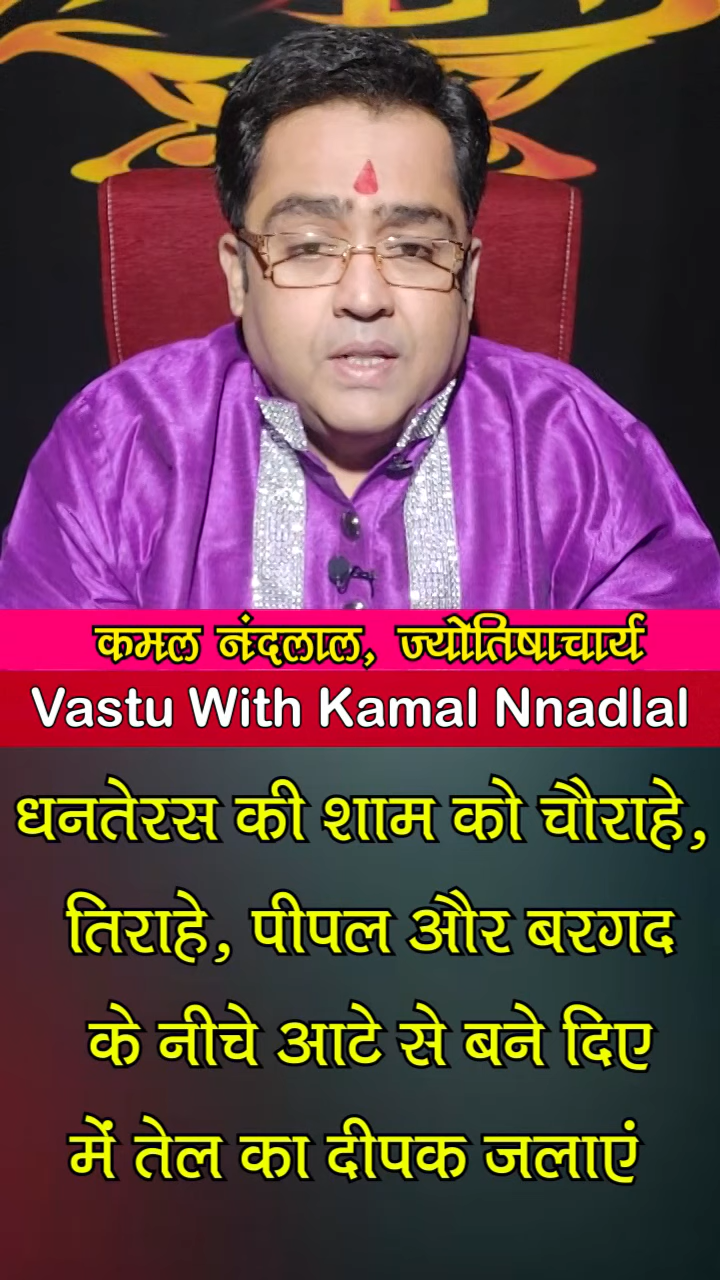 कमल नंदलाल, ज्योतिषाचार्य
Vastu With Kamal Nnadlal
धनतेरस की शाम को चौराहे,
तिराहे, पीपल और बरगद
के नीचे आटे से बने दिए
में तेल का दीपक जलाएं